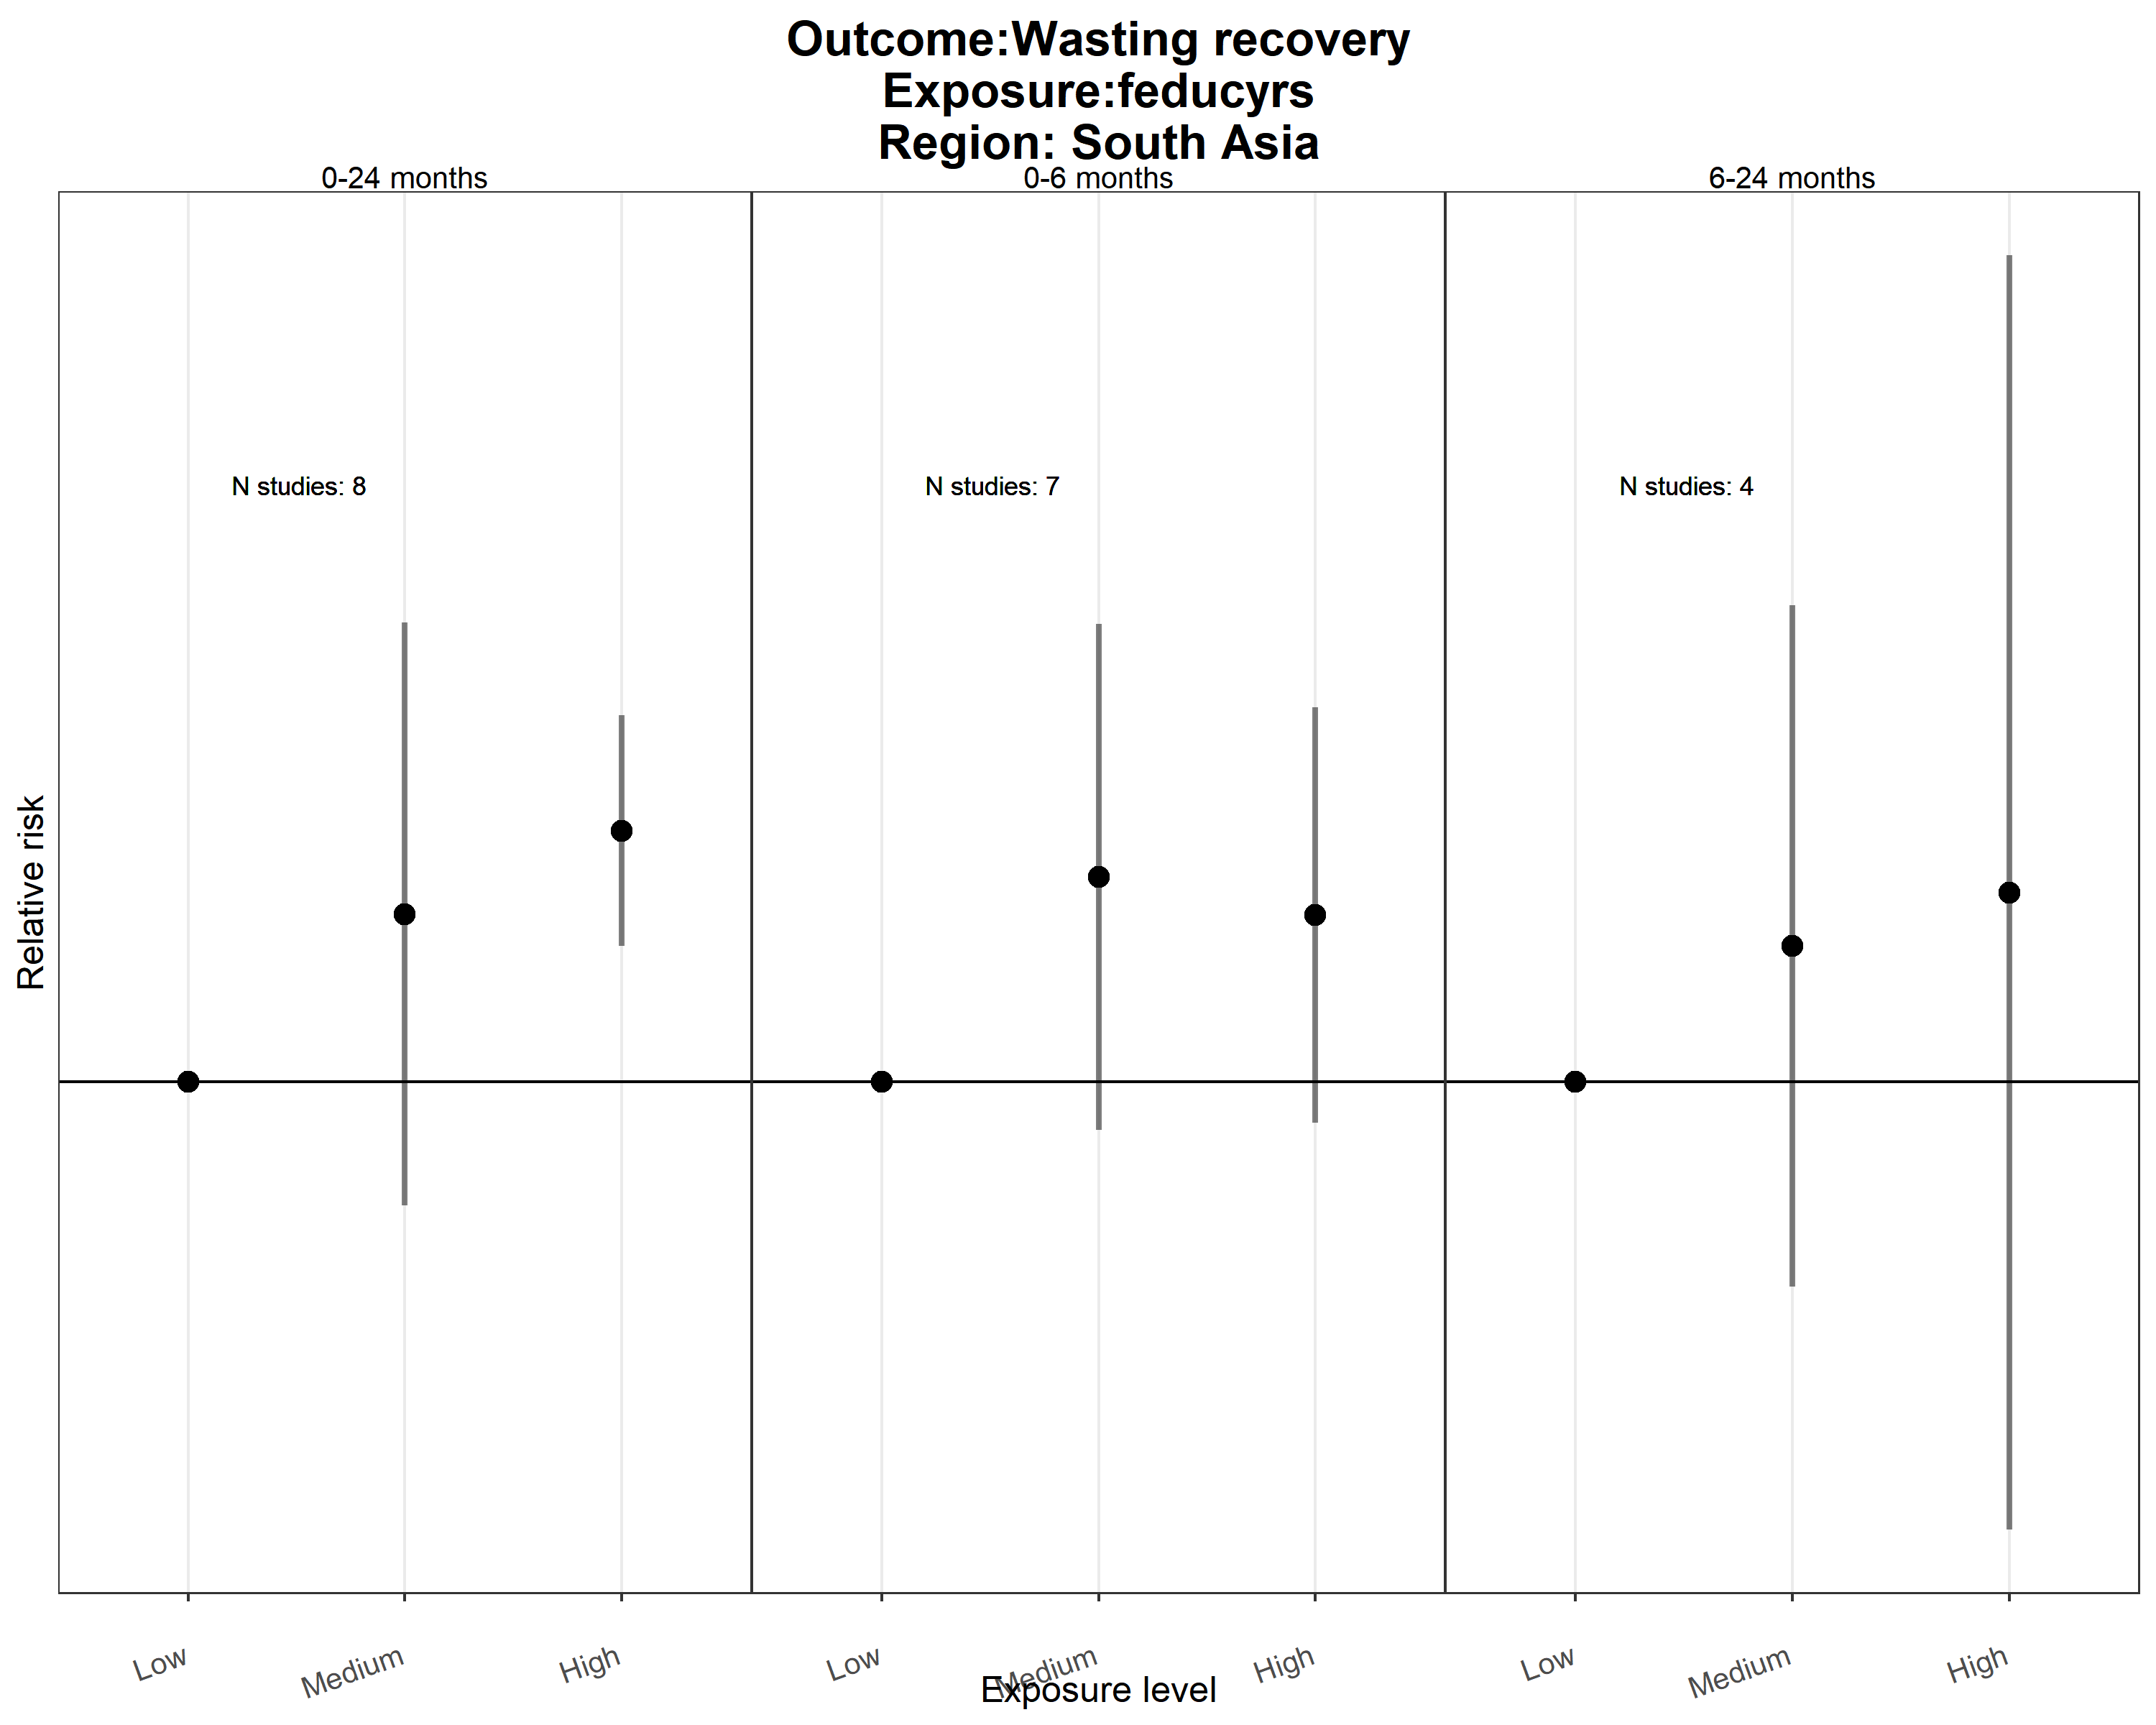 Outcome:Wasting recovery
Exposure:feducyrs
Region: South Asia
0-24 months
0-6 months
6-24 months
N studies: 8
N studies: 7
N studies: 4
Relative risk
Low
Medium
High
Low
Medium
High
Low
Medium
High
Exposure level